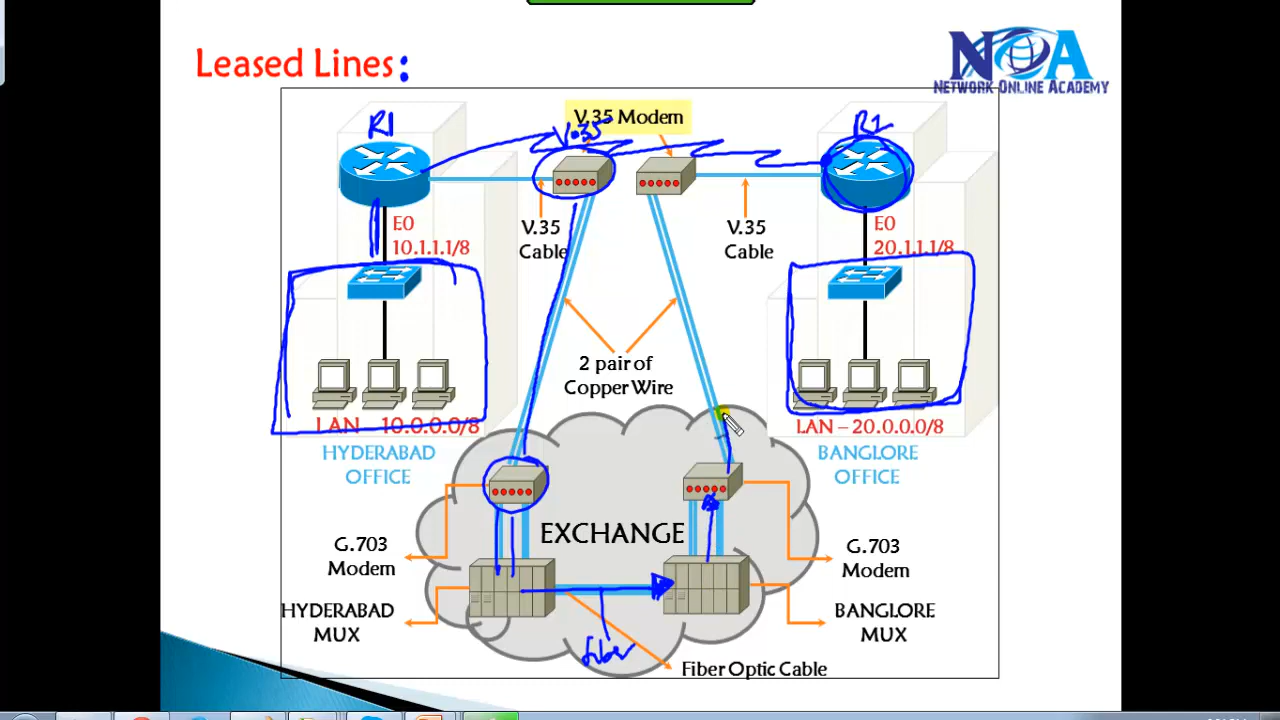 Leased Lines:
NOA
NETWORK ONLINE ACADEMY
V.35 Modem
R1
V.35
R2
E0
10.1.1.1/8
V.35
Cable
V.35
Cable
E0
20.1.1.1/8
2 pair of
Copper Wire
LAN – 10.0.0.0/8
HYDERABAD
OFFICE
LAN – 20.0.0.0/8
BANGLORE
OFFICE
EXCHANGE
G.703
Modem
G.703
Modem
HYDERABAD
MUX
BANGLORE
MUX
fiber
Fiber Optic Cable